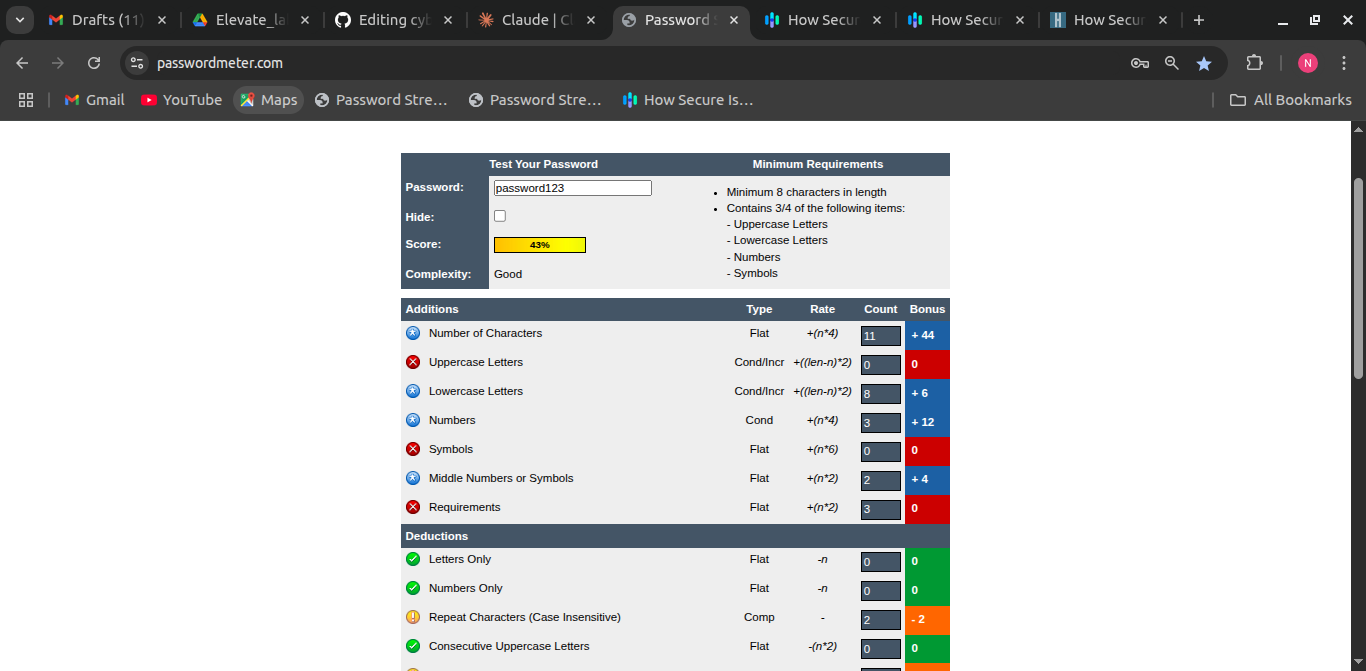 Drafts (11)
Elevate_la
Editing cyb
Claude | C
Password S
How Secur
How Secur
H How Secur
passwordmeter.com
N
Gmail YouTube Maps Password Stre... Password Stre... How Secure Is... All Bookmarks
Test Your Password Minimum Requirements
Password: password123
Hide:
Score: 43%
Complexity: Good
• Minimum 8 characters in length
• Contains 3/4 of the following items:
- Uppercase Letters
- Lowercase Letters
- Numbers
- Symbols
Additions Type Rate Count Bonus
Number of Characters Flat +(n*4) 11 + 44
Uppercase Letters Cond/Incr +((len-n)*2) 0 0
Lowercase Letters Cond/Incr +((len-n)*2) 8 + 6
Numbers Cond +(n*4) 3 + 12
Symbols Flat +(n*6) 0 0
Middle Numbers or Symbols Flat +(n*2) 2 + 4
Requirements Flat +(n*2) 3 0
Deductions
Letters Only Flat -n 0 0
Numbers Only Flat -n 0 0
Repeat Characters (Case Insensitive) Comp - 2 - 2
Consecutive Uppercase Letters Flat -(n*2) 0 0